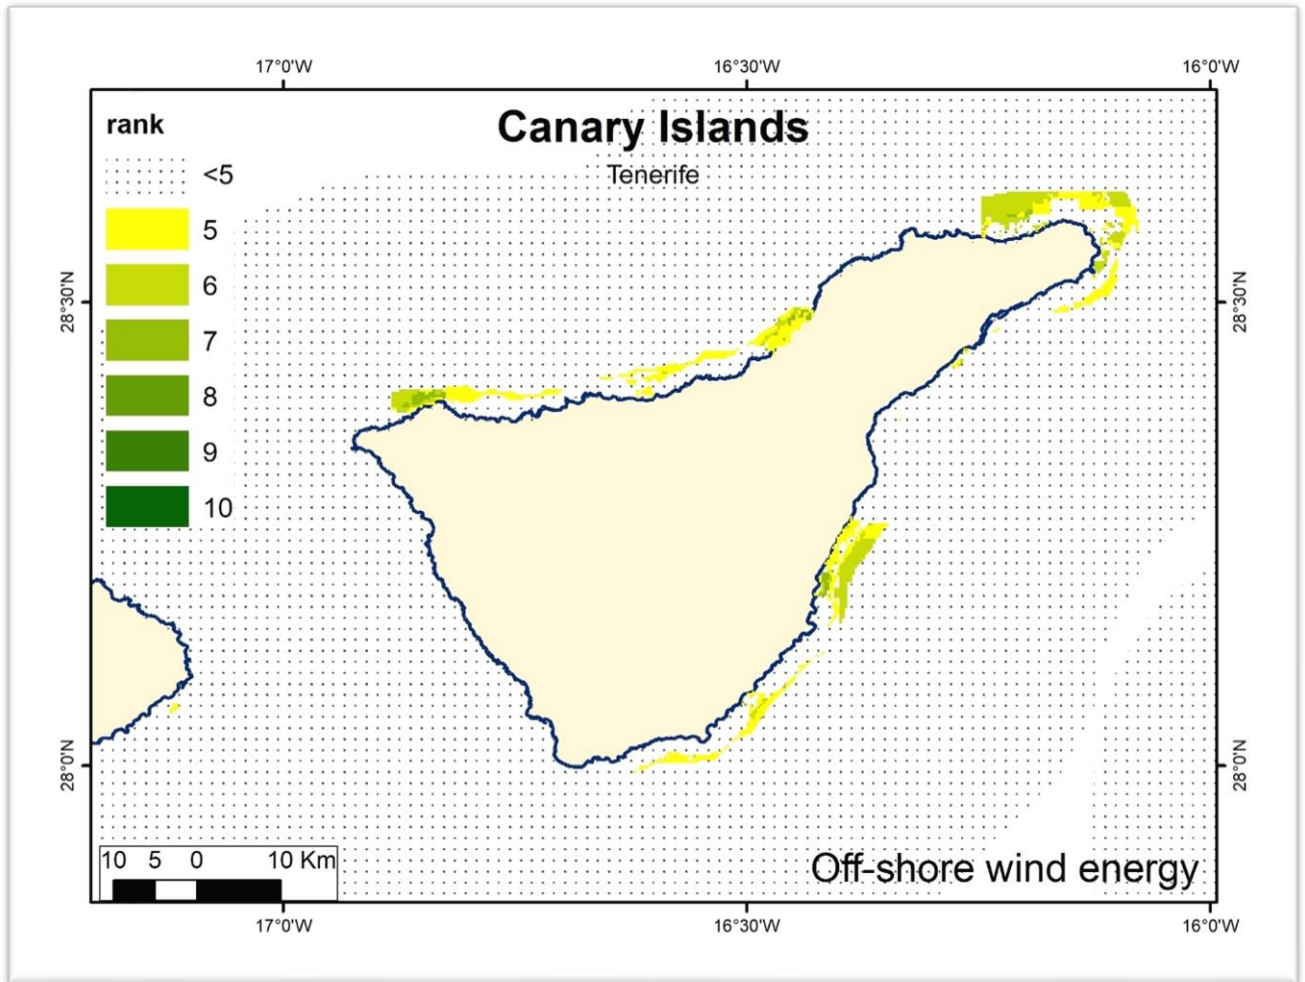 17°0'W 16°30'W 16°0'W
rank
Canary Islands
Tenerife
<5
5
6
7
8
9
10
28°30'N 28°30'N
28°0'N 28°0'N
10 5 0 10 Km
Off-shore wind energy
17°0'W 16°30'W 16°0'W